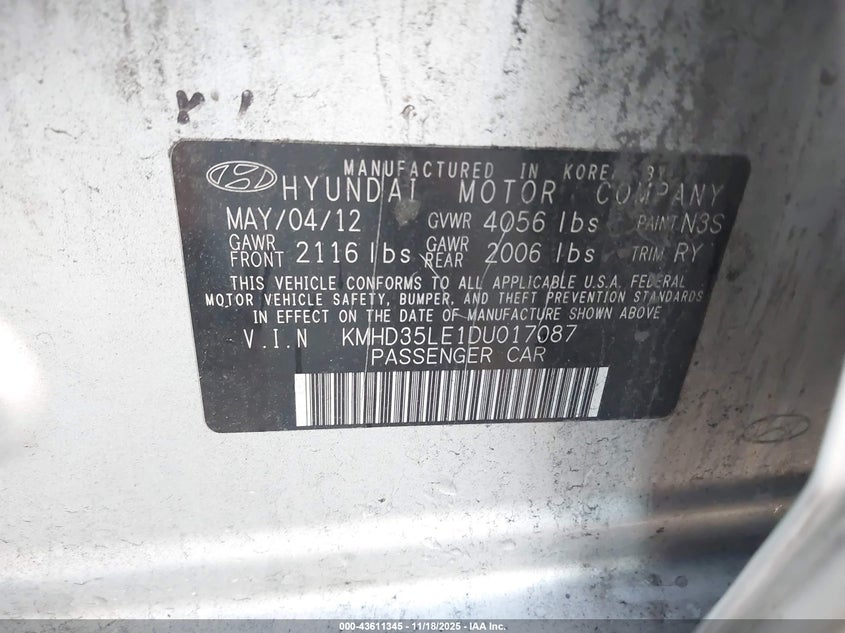 MANUFACTURED IN KOREA BY
HYUNDAI MOTOR COMPANY
MAY/04/12 GVWR 4056 lbs PAINT N3S
GAWR FRONT 2116 lbs GAWR REAR 2006 lbs TRIM RY
THIS VEHICLE CONFORMS TO ALL APPLICABLE U.S.A. FEDERAL
MOTOR VEHICLE SAFETY, BUMPER, AND THEFT PREVENTION STANDARDS
IN EFFECT ON THE DATE OF MANUFACTURE SHOWN ABOVE
V.I.N KMHD35LE1DU017087
PASSENGER CAR
000-43611345 - 11/18/2025 - IAA Inc.